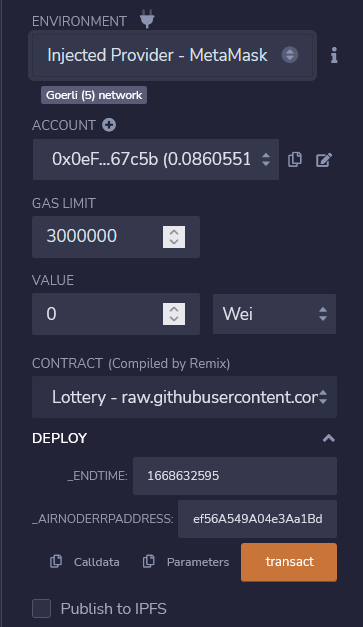 ENVIRONMENT
Injected Provider - MetaMask
Goerli (5) network
ACCOUNT
0x0eF...67c5b (0.0860551
GAS LIMIT
3000000
VALUE
0
Wei
CONTRACT (Compiled by Remix)
Lottery - raw.githubusercontent.cor
DEPLOY
_ENDTIME:
1668632595
_AIRNODERRPADDRESS:
ef56A549A04e3Aa1Bd
Calldata
Parameters
transact
Publish to IPFS